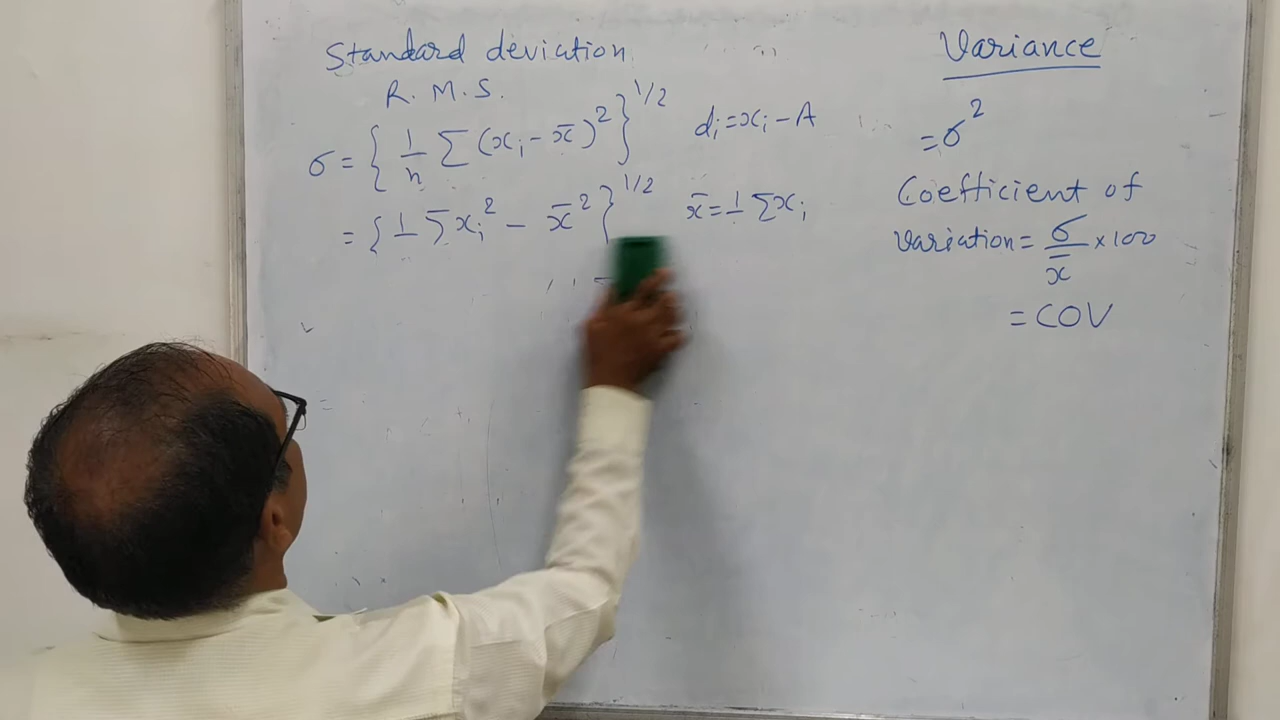 Standard deviation
R. M. S.
σ = { 1/n ∑ (xᵢ - x̄)² }^1/2
dᵢ = xᵢ - A
= { 1/ ∑ xᵢ² - x̄² }^1/2
x̄ = 1/ ∑ xᵢ
Variance
= σ²
Coefficient of
Variation = σ/x̄ × 100
= COV